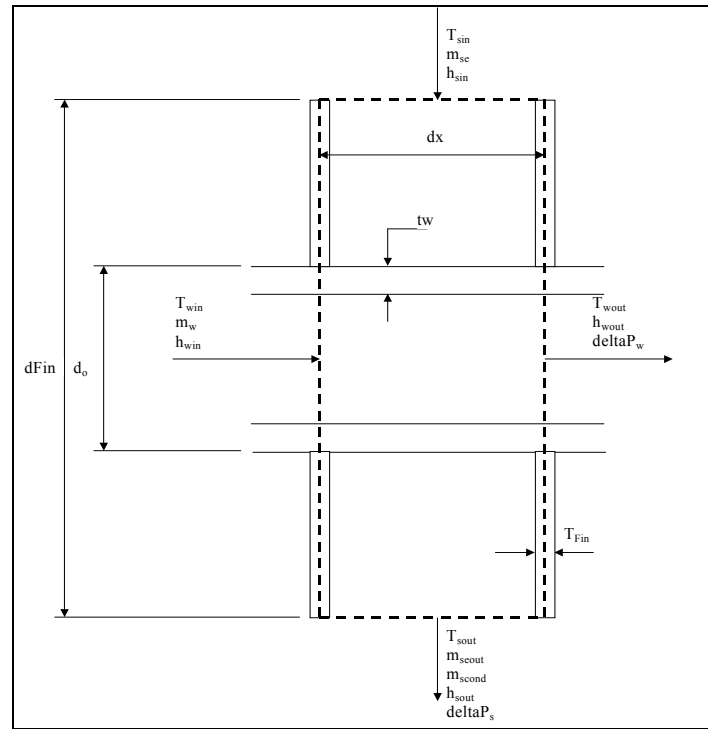 T_sin
m_se
h_sin
dx
tw
T_win
m_w
h_win
T_wout
h_wout
deltaP_w
dFin
d_o
T_Fin
T_sout
m_seout
m_scond
h_sout
deltaP_s